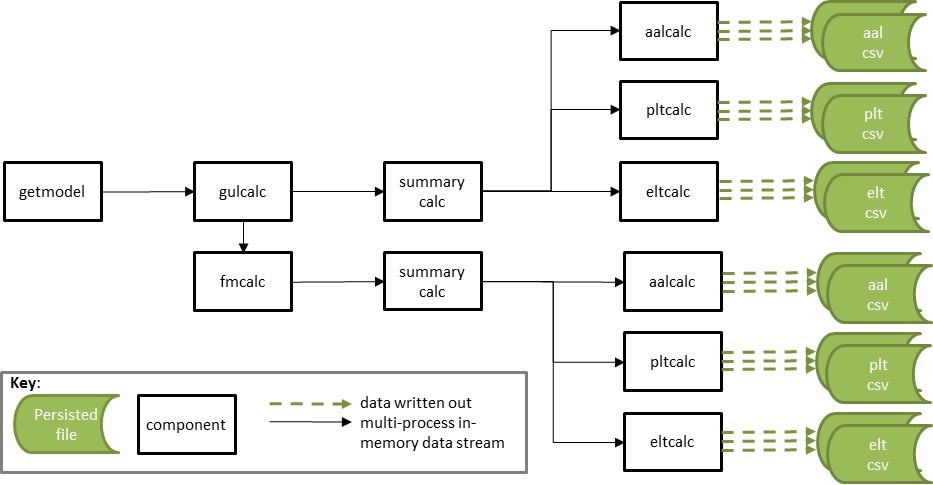 aalcalc
aal
csv
pltcalc
plt
csv
getmodel
gulcalc
summary
calc
eltcalc
elt
csv
fmcalc
summary
calc
aalcalc
aal
csv
pltcalc
plt
csv
eltcalc
elt
csv
Key:
Persisted
file
component
data written out
multi-process in-
memory data stream